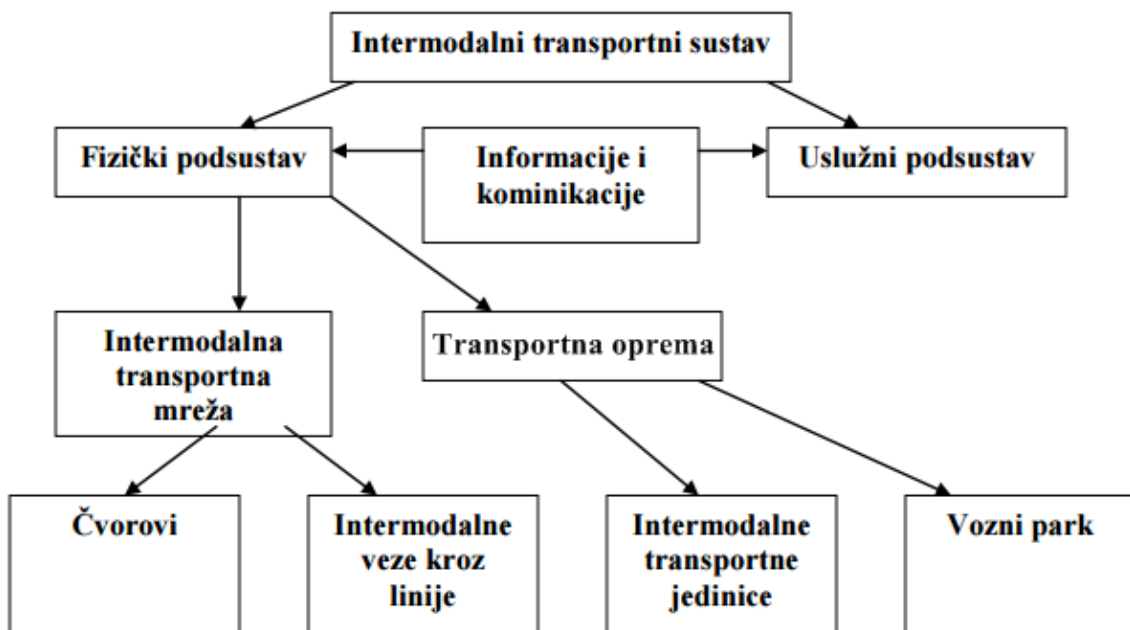 Intermodalni transportni sustav
Fizički podsustav
Informacije i
kominikacije
Uslužni podsustav
Intermodalna
transportna
mreža
Transportna oprema
Čvorovi
Intermodalne
veze kroz
linije
Intermodalne
transportne
jedinice
Vozni park